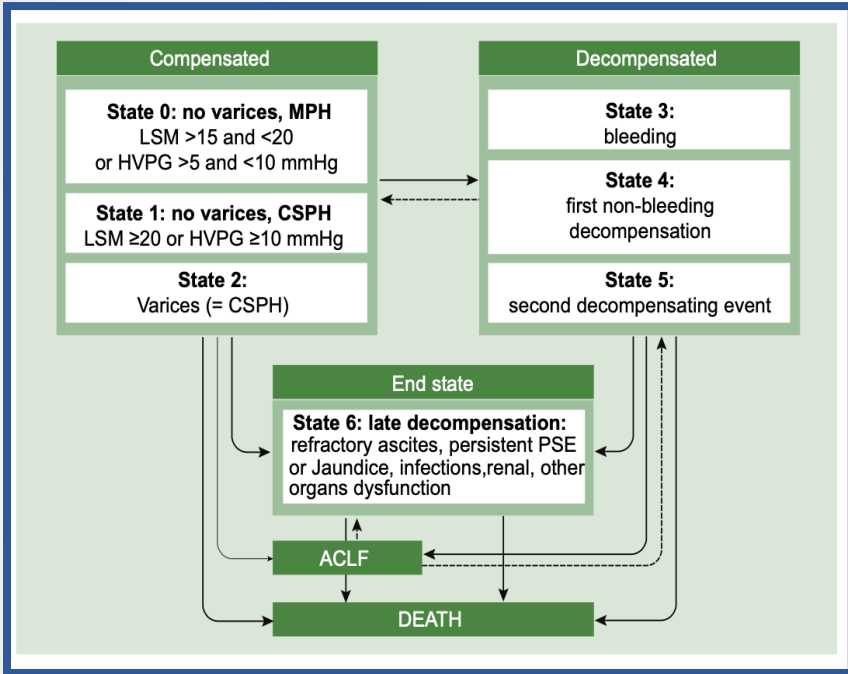 Compensated
State 0: no varices, MPH
LSM >15 and <20
or HVPG >5 and <10 mmHg
State 1: no varices, CSPH
LSM ≥20 or HVPG ≥10 mmHg
State 2:
Varices (= CSPH)
Decompensated
State 3:
bleeding
State 4:
first non-bleeding
decompensation
State 5:
second decompensating event
End state
State 6: late decompensation:
refractory ascites, persistent PSE
or Jaundice, infections,renal, other
organs dysfunction
ACLF
DEATH